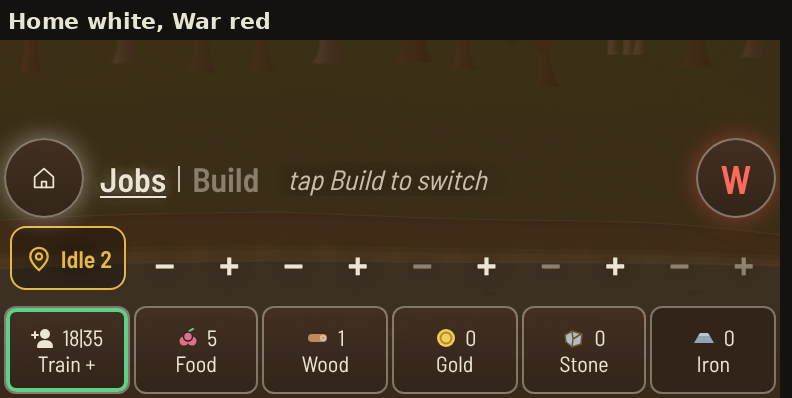 Home white, War red
Jobs | Build tap Build to switch
W
Idle 2 − + − + − + − + − +
18|35 5 1 0 0 0
Train + Food Wood Gold Stone Iron